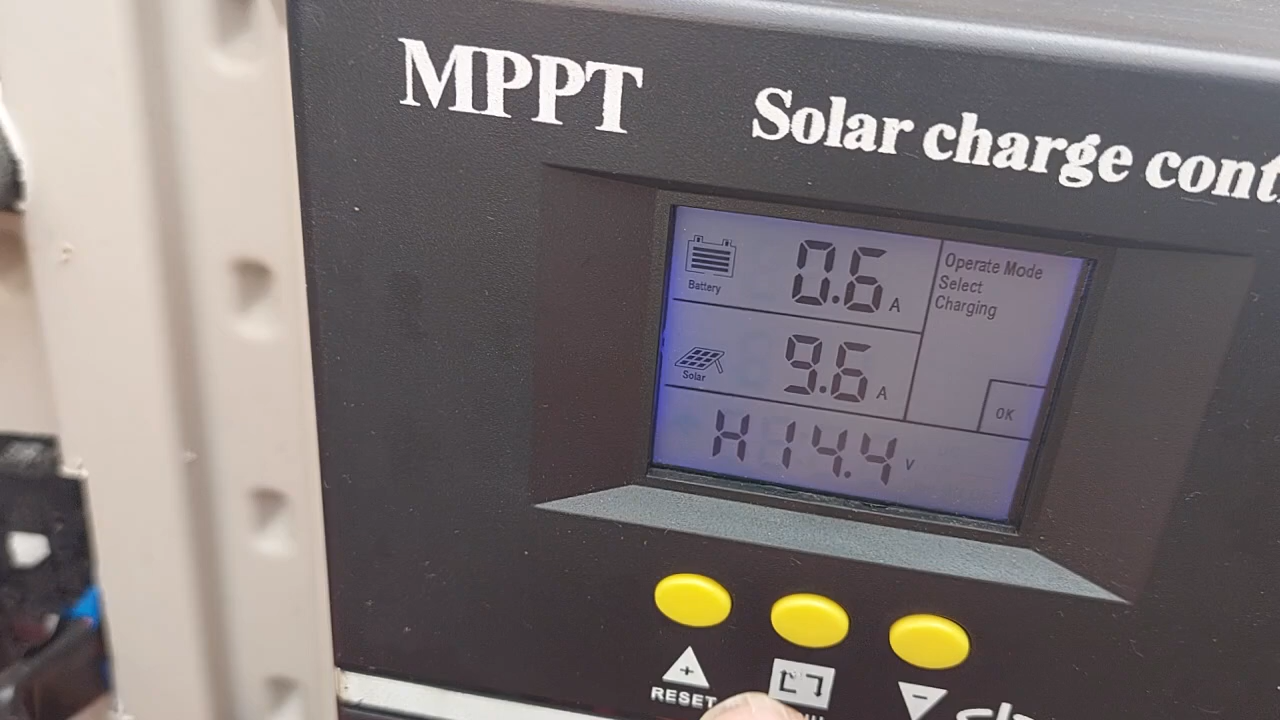 MPPT
Solar charge cont
Battery
0.6 A
Operate Mode
Select
Charging
Solar
9.6 A
OK
H 14.4 V
+
RESET
-